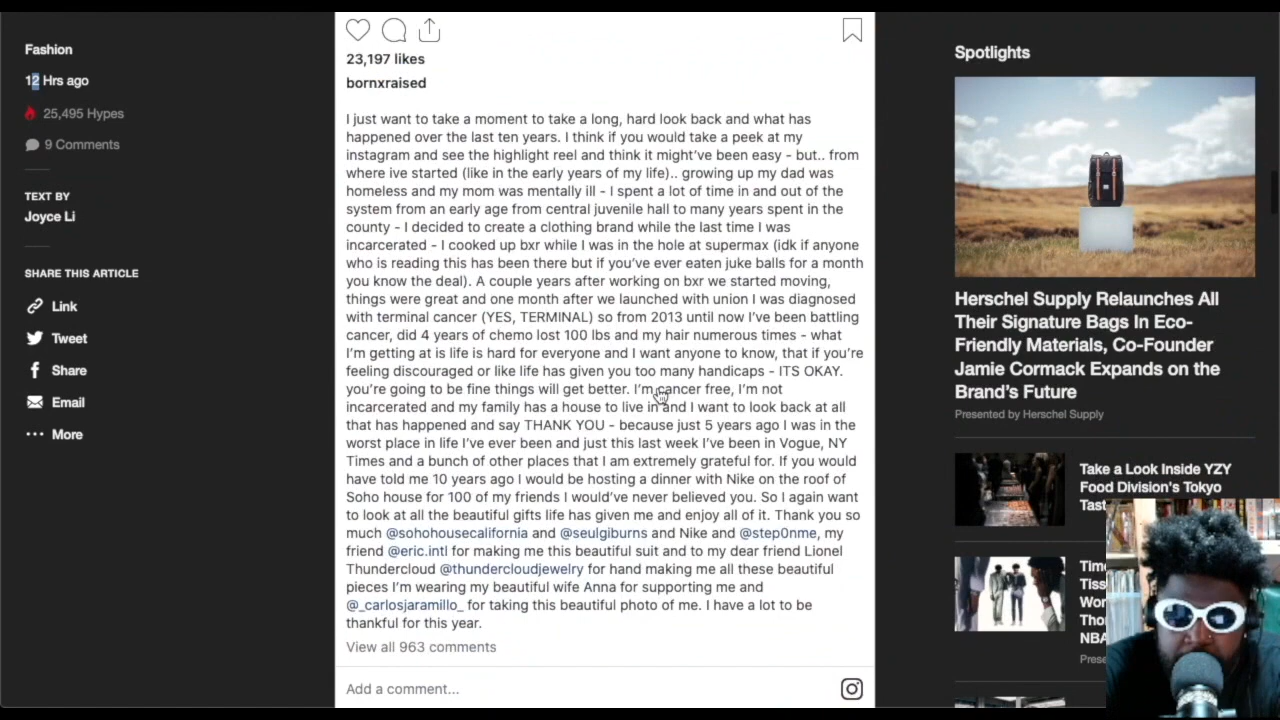 Fashion
12 Hrs ago
25,495 Hypes
9 Comments
TEXT BY
Joyce Li
SHARE THIS ARTICLE
Link
Tweet
Share
Email
More
23,197 likes
bornxraised
I just want to take a moment to take a long, hard look back and what has
happened over the last ten years. I think if you would take a peek at my
instagram and see the highlight reel and think it might've been easy - but.. from
where ive started (like in the early years of my life).. growing up my dad was
homeless and my mom was mentally ill - I spent a lot of time in and out of the
system from an early age from central juvenile hall to many years spent in the
county - I decided to create a clothing brand while the last time I was
incarcerated - I cooked up bxr while I was in the hole at supermax (idk if anyone
who is reading this has been there but if you've ever eaten juke balls for a month
you know the deal). A couple years after working on bxr we started moving,
things were great and one month after we launched with union I was diagnosed
with terminal cancer (YES, TERMINAL) so from 2013 until now I've been battling
cancer, did 4 years of chemo lost 100 lbs and my hair numerous times - what
I'm getting at is life is hard for everyone and I want anyone to know, that if you're
feeling discouraged or like life has given you too many handicaps - ITS OKAY.
you're going to be fine things will get better. I'm cancer free, I'm not
incarcerated and my family has a house to live in and I want to look back at all
that has happened and say THANK YOU - because just 5 years ago I was in the
worst place in life I've ever been and just this last week I've been in Vogue, NY
Times and a bunch of other places that I am extremely grateful for. If you would
have told me 10 years ago I would be hosting a dinner with Nike on the roof of
Soho house for 100 of my friends I would've never believed you. So I again want
to look at all the beautiful gifts life has given me and enjoy all of it. Thank you so
much @sohohousecalifornia and @seulgiburns and Nike and @step0nme, my
friend @eric.intl for making me this beautiful suit and to my dear friend Lionel
Thundercloud @thundercloudjewelry for hand making me all these beautiful
pieces I'm wearing my beautiful wife Anna for supporting me and
@_carlosjaramillo_ for taking this beautiful photo of me. I have a lot to be
thankful for this year.
View all 963 comments
Add a comment...
Spotlights
Herschel Supply Relaunches All
Their Signature Bags In Eco-
Friendly Materials, Co-Founder
Jamie Cormack Expands on the
Brand's Future
Presented by Herschel Supply
Take a Look Inside YZY
Food Division's Tokyo
Tast
Tim
Tiss
Wor
Tho
NBA
Prese